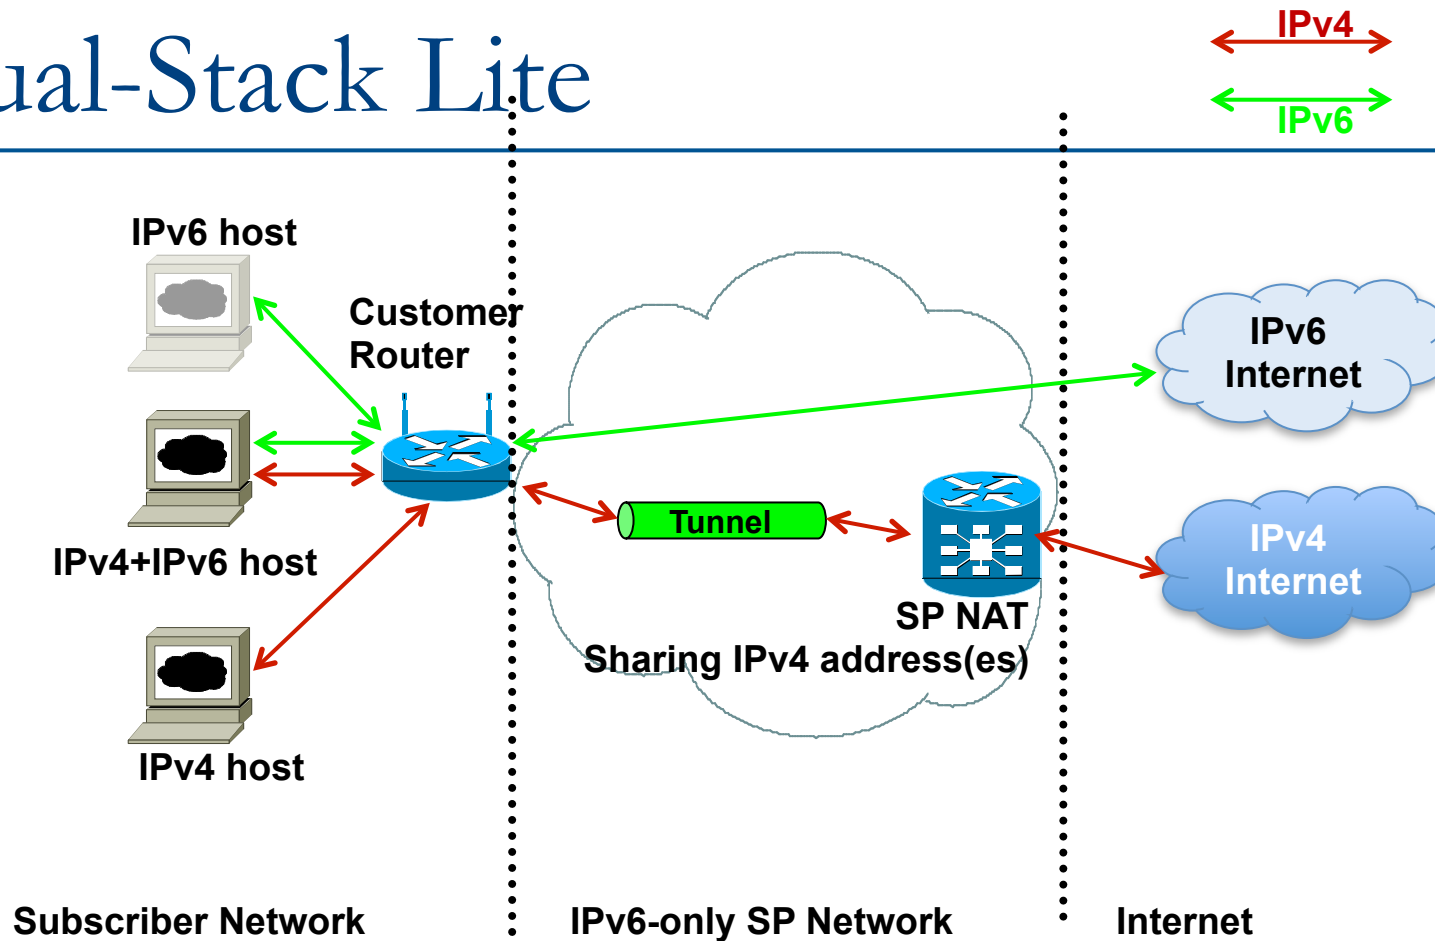 ual-Stack Lite
IPv4
IPv6
IPv6 host
Customer
Router
IPv6
Internet
Tunnel
IPv4
Internet
IPv4+IPv6 host
SP NAT
Sharing IPv4 address(es)
IPv4 host
Subscriber Network
IPv6-only SP Network
Internet